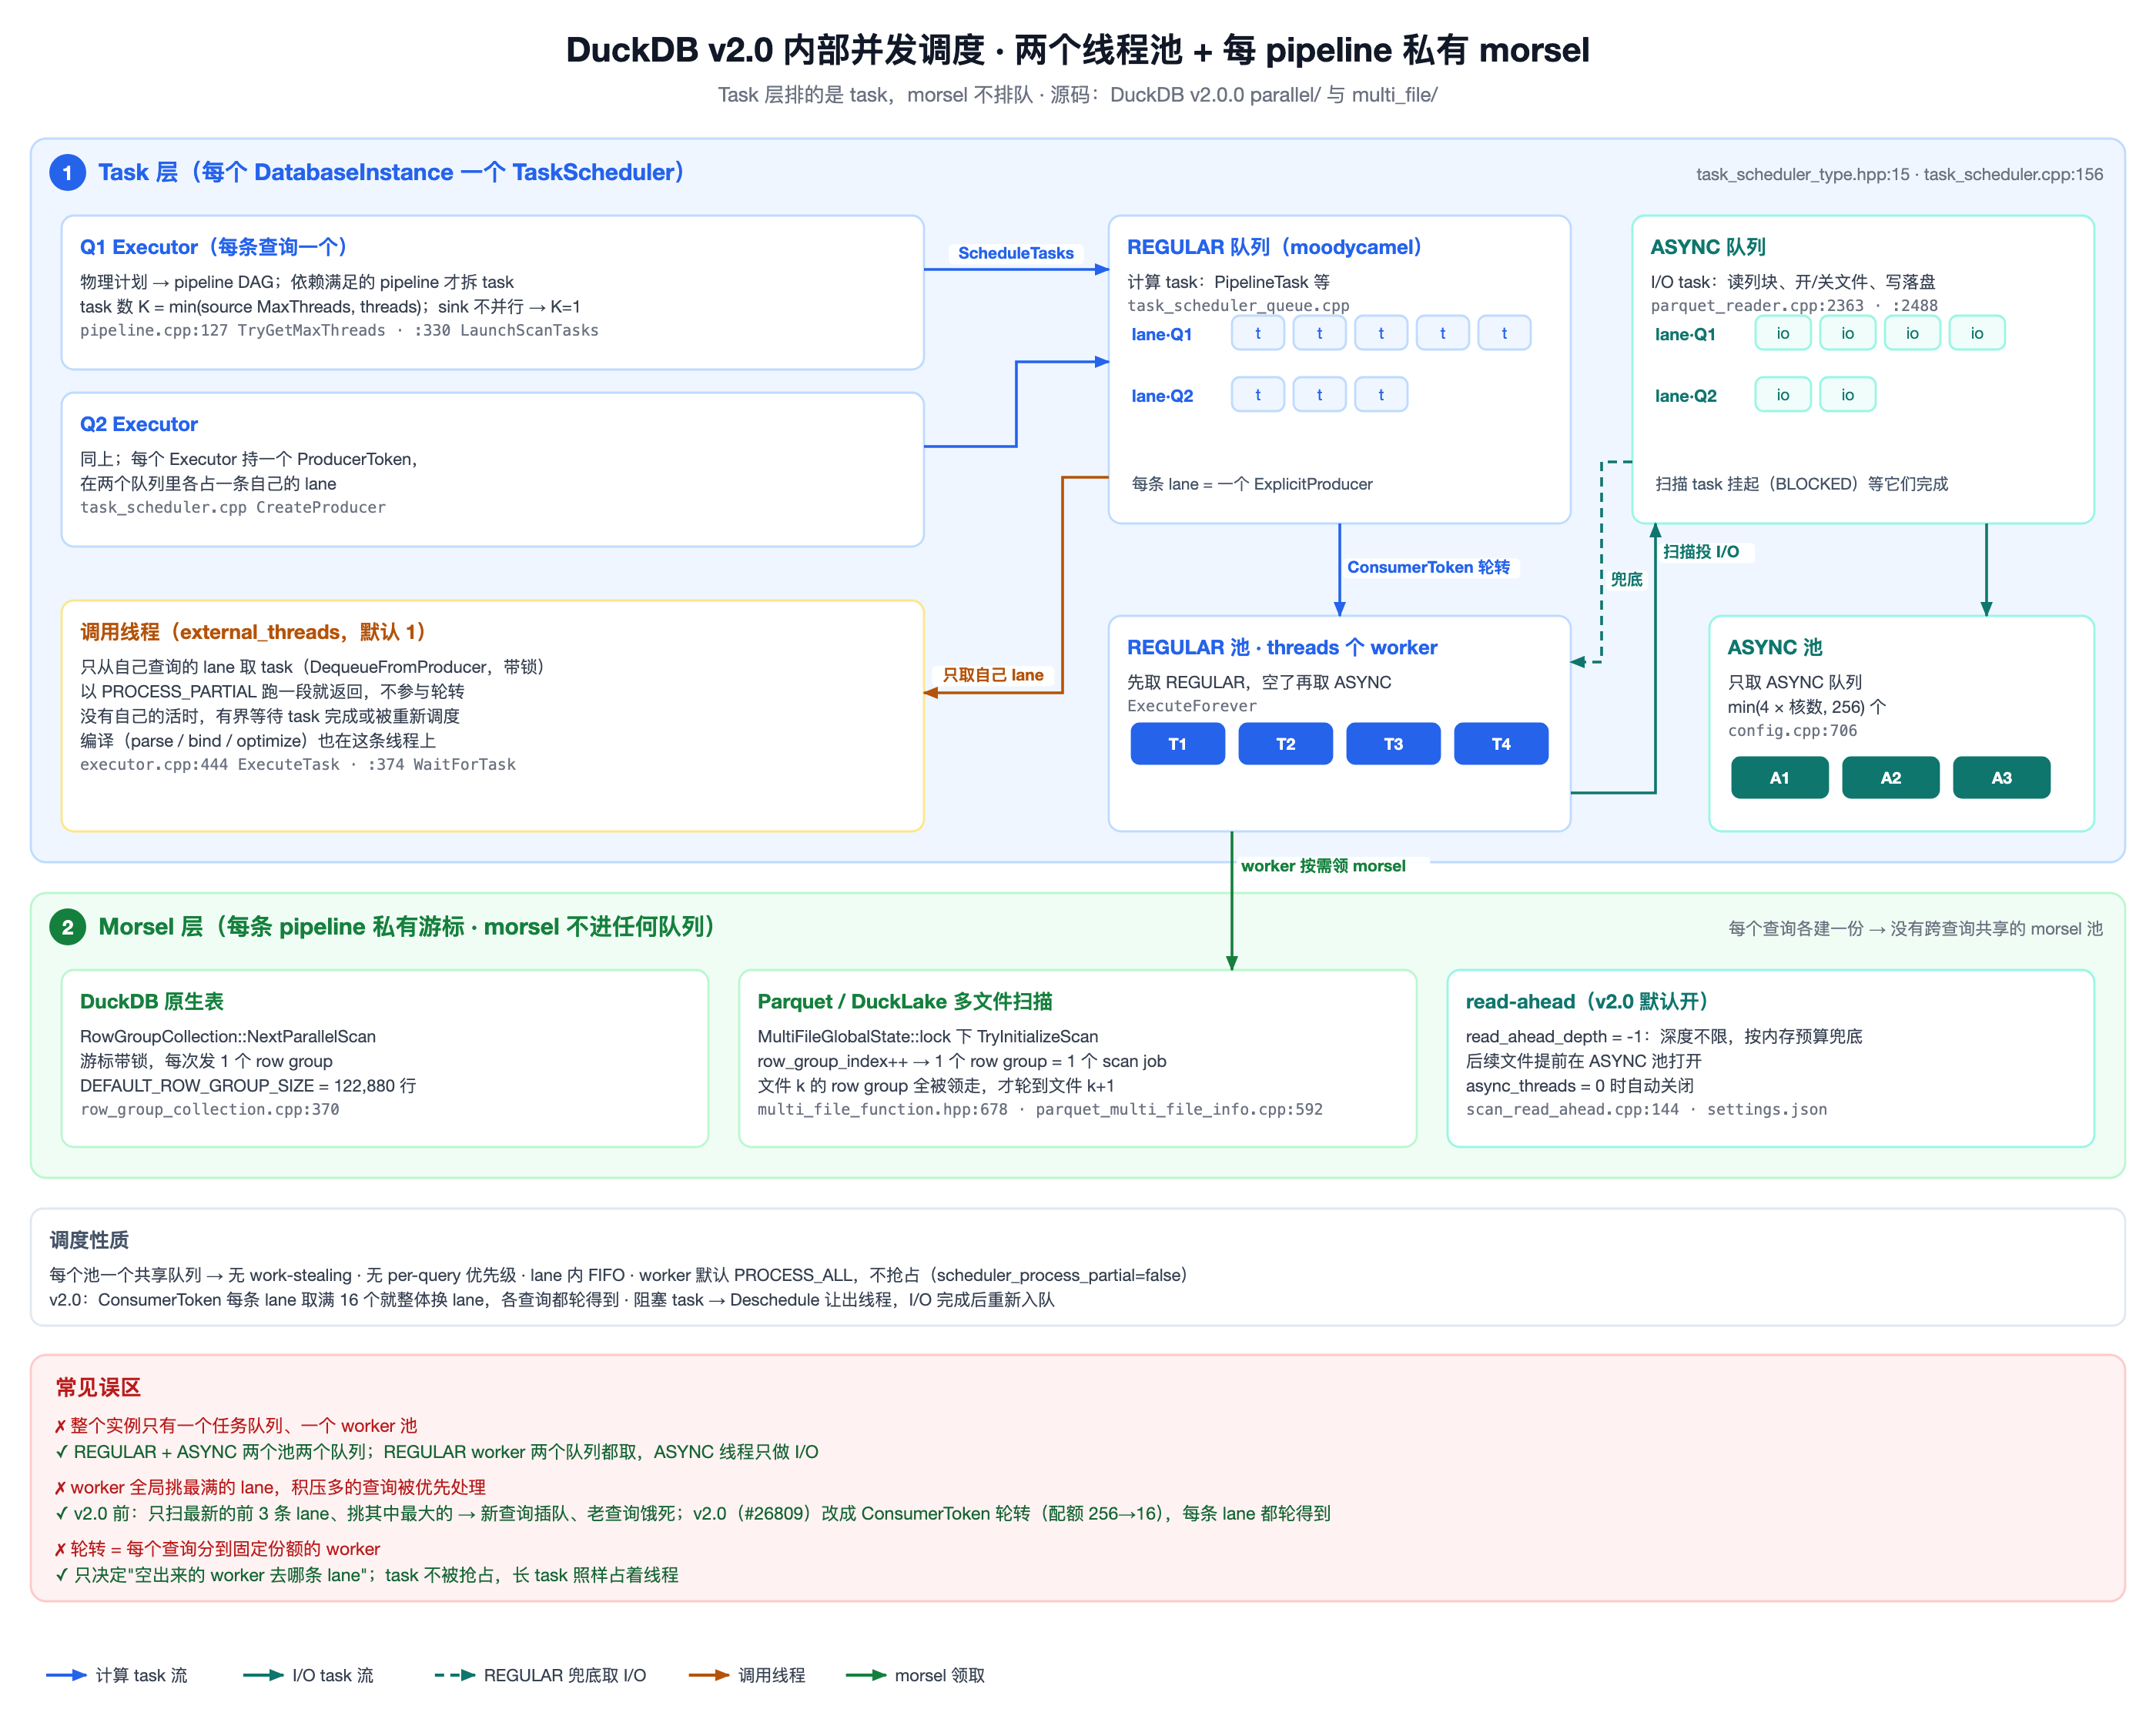 DuckDB v2.0 内部并发调度 · 两个线程池 + 每 pipeline 私有 morsel
Task 层排的是 task，morsel 不排队 · 源码：DuckDB v2.0.0 parallel/ 与 multi_file/
1 Task 层（每个 DatabaseInstance 一个 TaskScheduler）
task_scheduler_type.hpp:15 · task_scheduler.cpp:156
Q1 Executor（每条查询一个）
物理计划 → pipeline DAG；依赖满足的 pipeline 才拆 task
task 数 K = min(source MaxThreads, threads)；sink 不并行 → K=1
pipeline.cpp:127 TryGetMaxThreads · :330 LaunchScanTasks
ScheduleTasks
Q2 Executor
同上；每个 Executor 持一个 ProducerToken，
在两个队列里各占一条自己的 lane
task_scheduler.cpp CreateProducer
REGULAR 队列（moodycamel）
计算 task：PipelineTask 等
task_scheduler_queue.cpp
lane·Q1 t t t t t
lane·Q2 t t t
每条 lane = 一个 ExplicitProducer
ASYNC 队列
I/O task：读列块、开/关文件、写落盘
parquet_reader.cpp:2363 · :2488
lane·Q1 io io io io
lane·Q2 io io
扫描 task 挂起（BLOCKED）等它们完成
ConsumerToken 轮转
兜底
扫描投 I/O
调用线程（external_threads，默认 1）
只从自己查询的 lane 取 task（DequeueFromProducer，带锁）
以 PROCESS_PARTIAL 跑一段就返回，不参与轮转
没有自己的活时，有界等待 task 完成或被重新调度
编译（parse / bind / optimize）也在这条线程上
executor.cpp:444 ExecuteTask · :374 WaitForTask
只取自己 lane
REGULAR 池 · threads 个 worker
先取 REGULAR，空了再取 ASYNC
ExecuteForever
T1 T2 T3 T4
ASYNC 池
只取 ASYNC 队列
min(4 × 核数, 256) 个
config.cpp:706
A1 A2 A3
worker 按需领 morsel
2 Morsel 层（每条 pipeline 私有游标 · morsel 不进任何队列）
每个查询各建一份 → 没有跨查询共享的 morsel 池
DuckDB 原生表
RowGroupCollection::NextParallelScan
游标带锁，每次发 1 个 row group
DEFAULT_ROW_GROUP_SIZE = 122,880 行
row_group_collection.cpp:370
Parquet / DuckLake 多文件扫描
MultiFileGlobalState::lock 下 TryInitializeScan
row_group_index++ → 1 个 row group = 1 个 scan job
文件 k 的 row group 全被领走，才轮到文件 k+1
multi_file_function.hpp:678 · parquet_multi_file_info.cpp:592
read-ahead（v2.0 默认开）
read_ahead_depth = -1：深度不限，按内存预算兜底
后续文件提前在 ASYNC 池打开
async_threads = 0 时自动关闭
scan_read_ahead.cpp:144 · settings.json
调度性质
每个池一个共享队列 → 无 work-stealing · 无 per-query 优先级 · lane 内 FIFO · worker 默认 PROCESS_ALL，不抢占（scheduler_process_partial=false）
v2.0：ConsumerToken 每条 lane 取满 16 个就整体换 lane，各查询都轮得到 · 阻塞 task → Deschedule 让出线程，I/O 完成后重新入队
常见误区
✗ 整个实例只有一个任务队列、一个 worker 池
✓ REGULAR + ASYNC 两个池两个队列；REGULAR worker 两个队列都取，ASYNC 线程只做 I/O
✗ worker 全局挑最满的 lane，积压多的查询被优先处理
✓ v2.0 前：只扫最新的前 3 条 lane、挑其中最大的 → 新查询插队、老查询饿死；v2.0（#26809）改成 ConsumerToken 轮转（配额 256→16），每条 lane 都轮得到
✗ 轮转 = 每个查询分到固定份额的 worker
✓ 只决定"空出来的 worker 去哪条 lane"；task 不被抢占，长 task 照样占着线程
计算 task 流
I/O task 流
REGULAR 兜底取 I/O
调用线程
morsel 领取